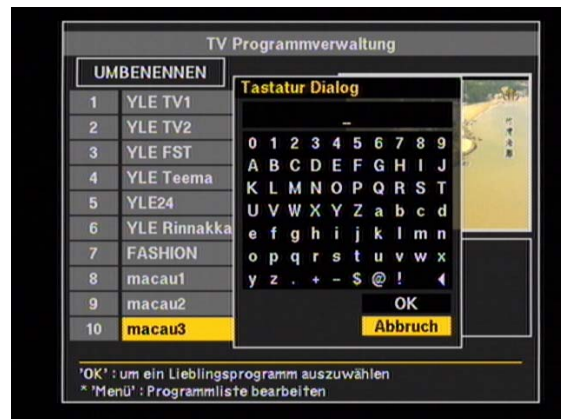 TV Programmverwaltung
UMBENENNEN
1 YLE TV1
2 YLE TV2
3 YLE FST
4 YLE Teema
5 YLE24
6 YLE Rinnakka
7 FASHION
8 macau1
9 macau2
10 macau3
Tastatur Dialog
_
0 1 2 3 4 5 6 7 8 9
A B C D E F G H I J
K L M N O P Q R S T
U V W X Y Z a b c d
e f g h i j k l m n
o p q r s t u v w x
y z . + - $ @ !
OK
Abbruch
'OK' : um ein Lieblingsprogramm auszuwählen
* 'Menü' : Programmliste bearbeiten